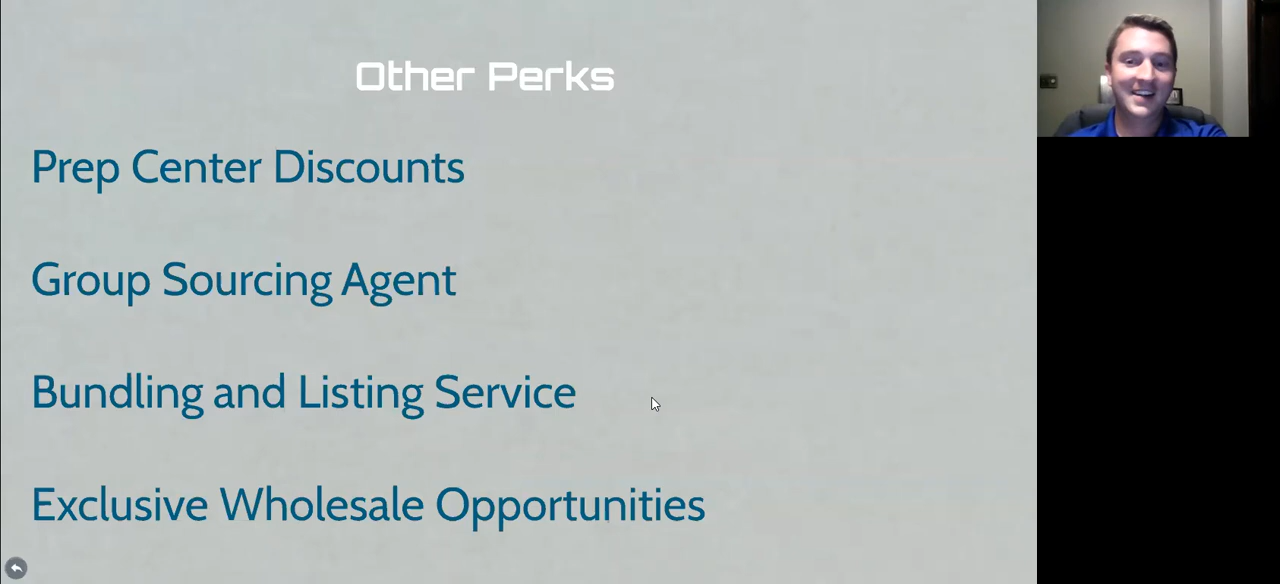 Other Perks
Prep Center Discounts
Group Sourcing Agent
Bundling and Listing Service
Exclusive Wholesale Opportunities